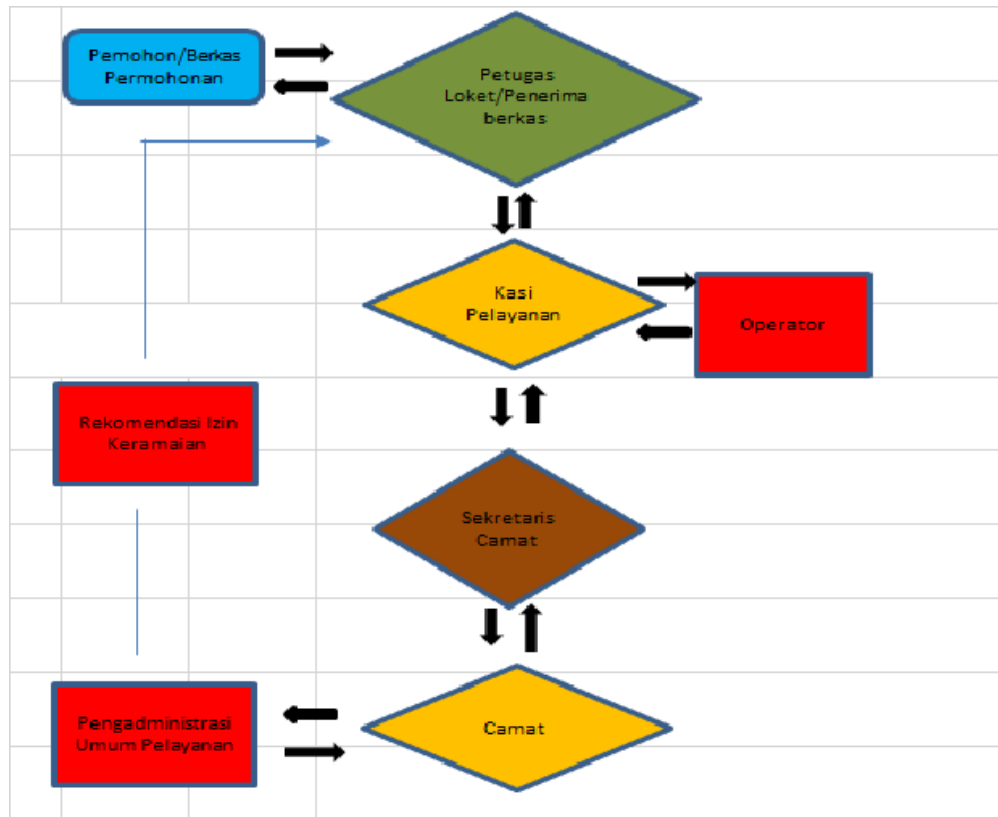 Pemohon/Berkas
Permohonan
Petugas
Loket/Penerima
berkas
Kasi
Pelayanan
Operator
Rekomendasi Izin
Keramaian
Sekretaris
Camat
Pengadministrasi
Umum Pelayanan
Camat